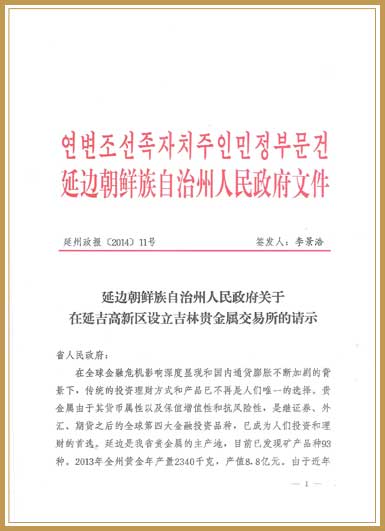 연변조선족자치주인민정부문건
延边朝鲜族自治州人民政府文件
延州政报〔2014〕11号 签发人：李景浩
延边朝鲜族自治州人民政府关于
在延吉高新区设立吉林贵金属交易所的请示
省人民政府：
在全球金融危机影响深度显现和国内通货膨胀不断加剧的背
景下，传统的投资理财方式和产品已不再是人们唯一的选择。贵
金属由于其货币属性以及保值增值性和抗风险性，是继证券、外
汇、期货之后的全球第四大金融投资品种，已成为人们投资和理
财的首选。延边是我省贵金属的主产地，目前已发现矿产品种93
种。2013年全州黄金年产量2340千克，产值8.8亿元。由于近年
— 1 —